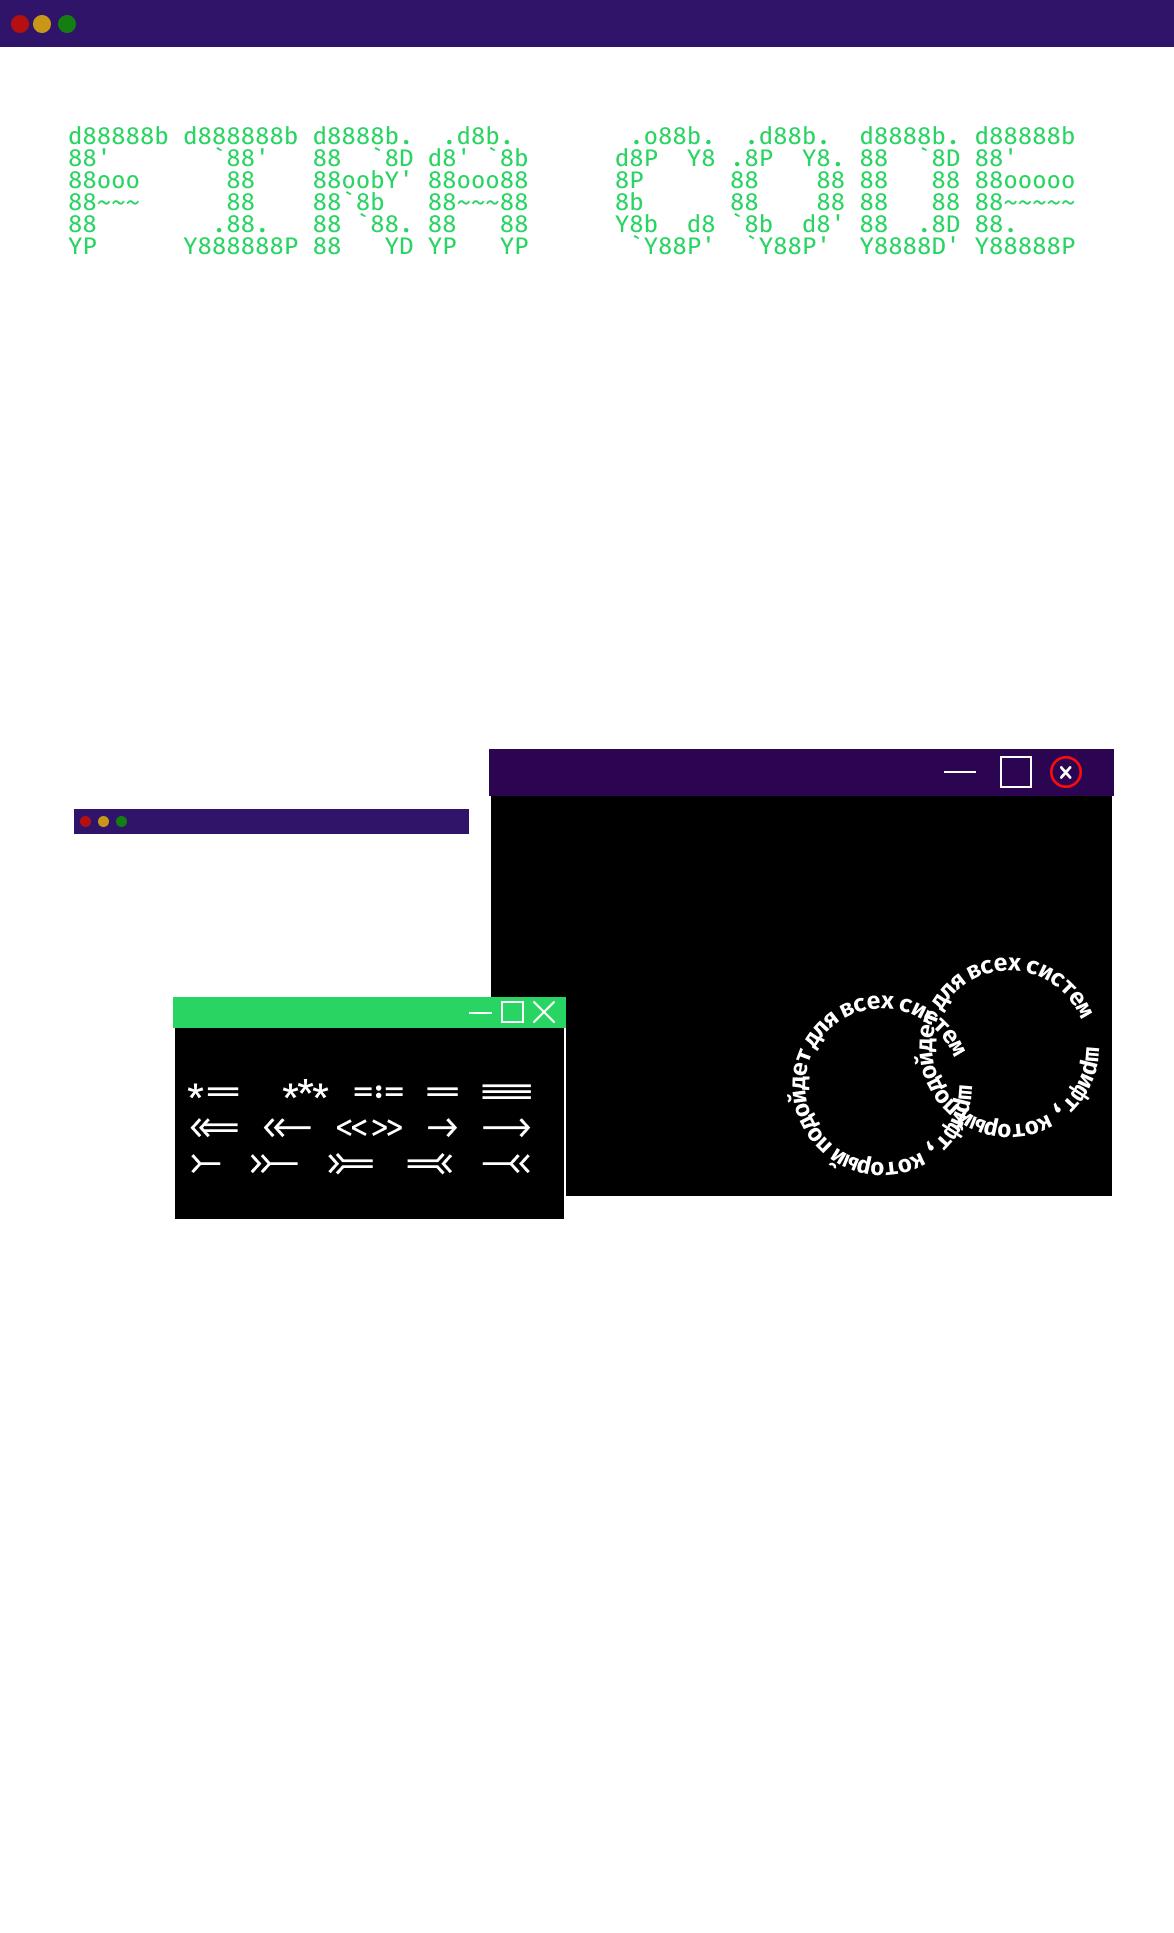 d88888b d888888b d8888b.  .d8b.        .o88b.  .d88b.  d8888b. d88888b
88'       `88'   88  `8D d8' `8b      d8P  Y8 .8P  Y8. 88  `8D 88'
88ooo      88    88oobY' 88ooo88      8P      88    88 88   88 88ooooo
88~~~      88    88`8b   88~~~88      8b      88    88 88   88 88~~~~~
88        .88.   88 `88. 88   88      Y8b  d8 `8b  d8' 88  .8D 88.
YP      Y888888P 88   YD YP   YP       `Y88P'  `Y88P'  Y8888D' Y88888P
шрифт, который подойдет для всех систем
шрифт, который подойдет для всех систем
*== *** =:= == ===
<<= <<- << >> -> -->
>- >>- >>= =<< -<<